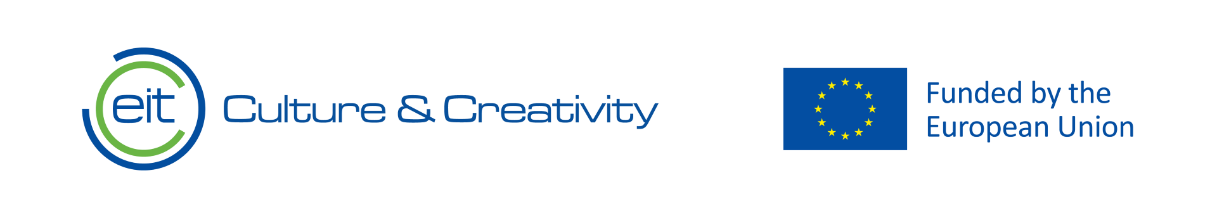 eit Culture & Creativity
Funded by the
European Union